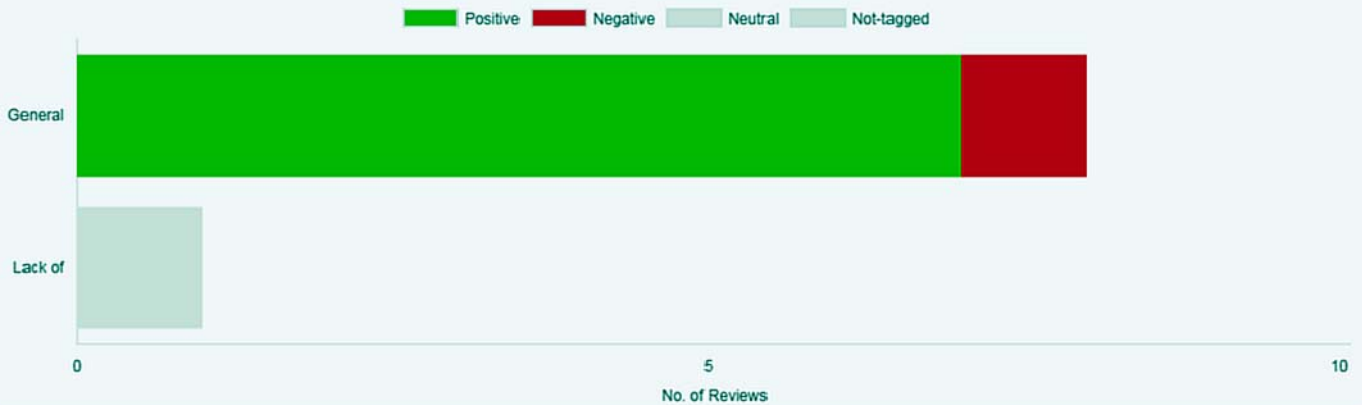 Positive Negative Neutral Not-tagged
General
Lack of
0 5 10
No. of Reviews